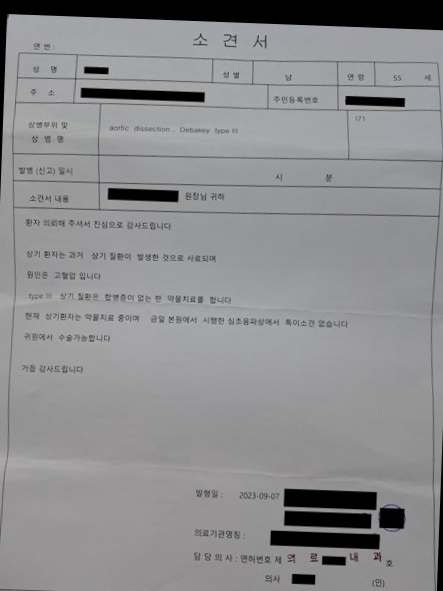 소견서
연번 :
성 명 성별 남 연령 55 세
주 소 주민등록번호
상병부위 및
상 병 명 aortic dissection , Debakey type III I71
발병 (신고) 일시 시 분
소견서 내용 원장님 귀하
환자 의뢰해 주셔서 진심으로 감사드립니다
상기 환자는 과거 상기 질환이 발생한 것으로 사료되며
원인은 고혈압 입니다
type III 상기 질환은 합병증이 없는 한 약물치료를 합니다
현재 상기환자는 약물치료 중이며 금일 본원에서 시행한 심초음파상에서 특이소견 없습니다
귀원에서 수술가능합니다
거듭 감사드립니다
발행일 : 2023-09-07
의료기관명칭 :
담 당 의 사 : 면허번호 제 의 료 내 과 호
의사 (인)